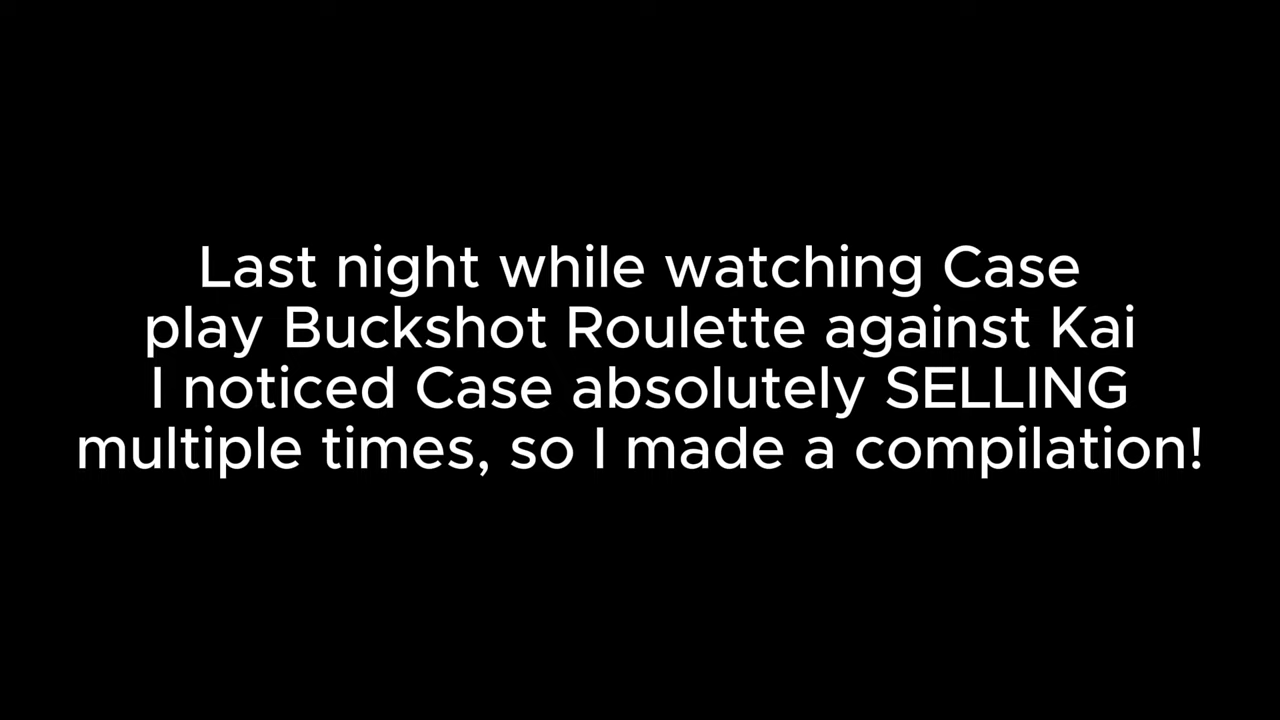 Last night while watching Case
play Buckshot Roulette against Kai
I noticed Case absolutely SELLING
multiple times, so I made a compilation!